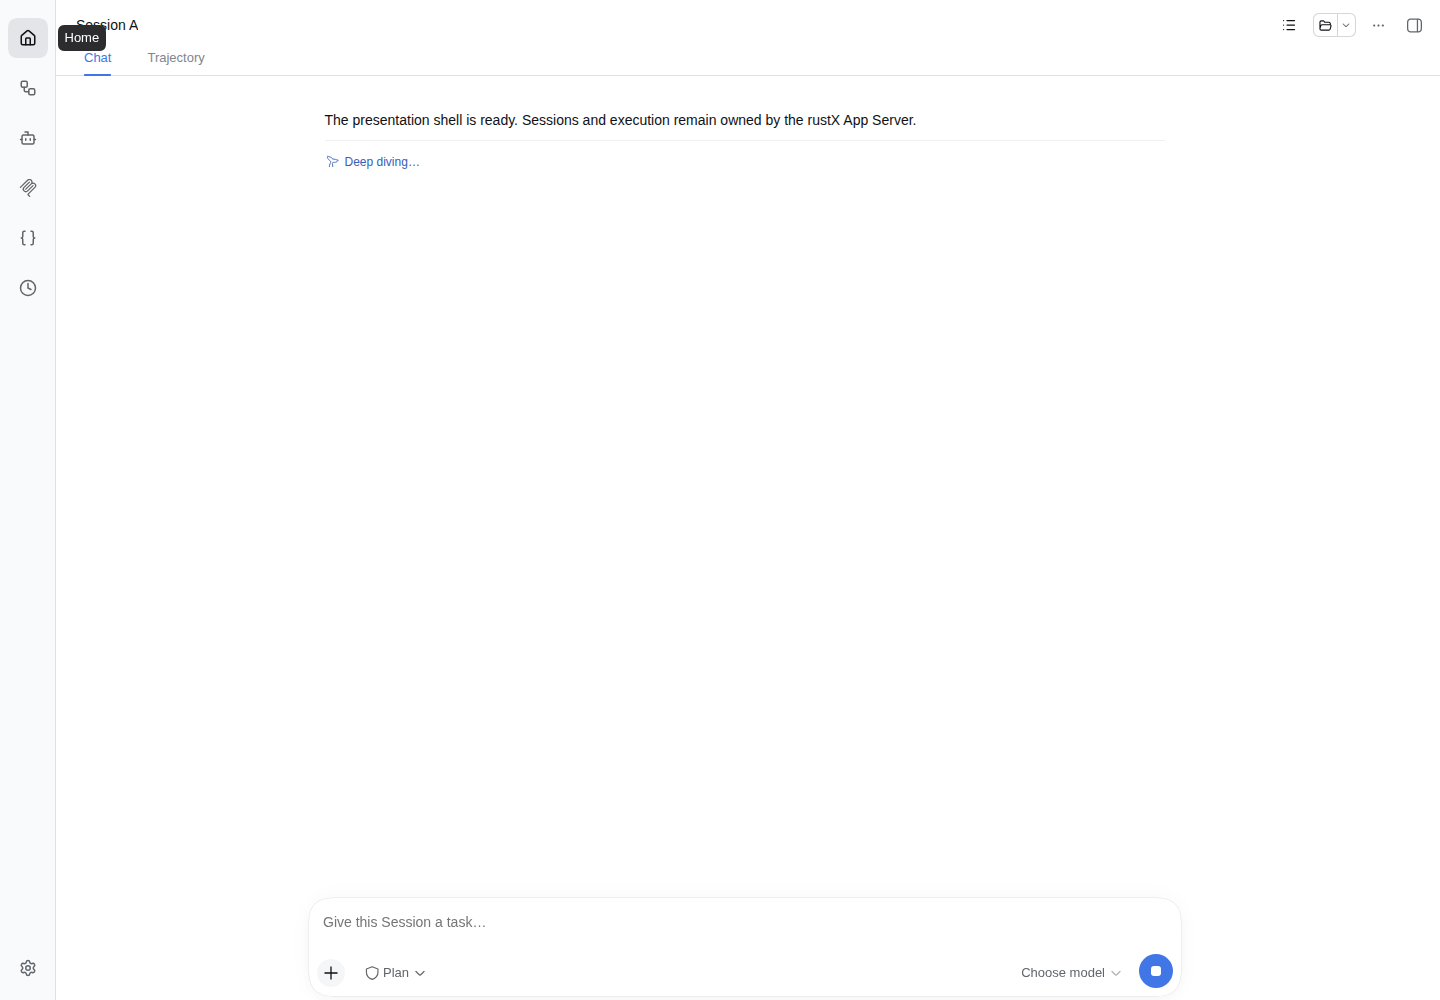 Session A
Home
Chat
Trajectory
The presentation shell is ready. Sessions and execution remain owned by the rustX App Server.
Deep diving…
Give this Session a task…
Plan
Choose model